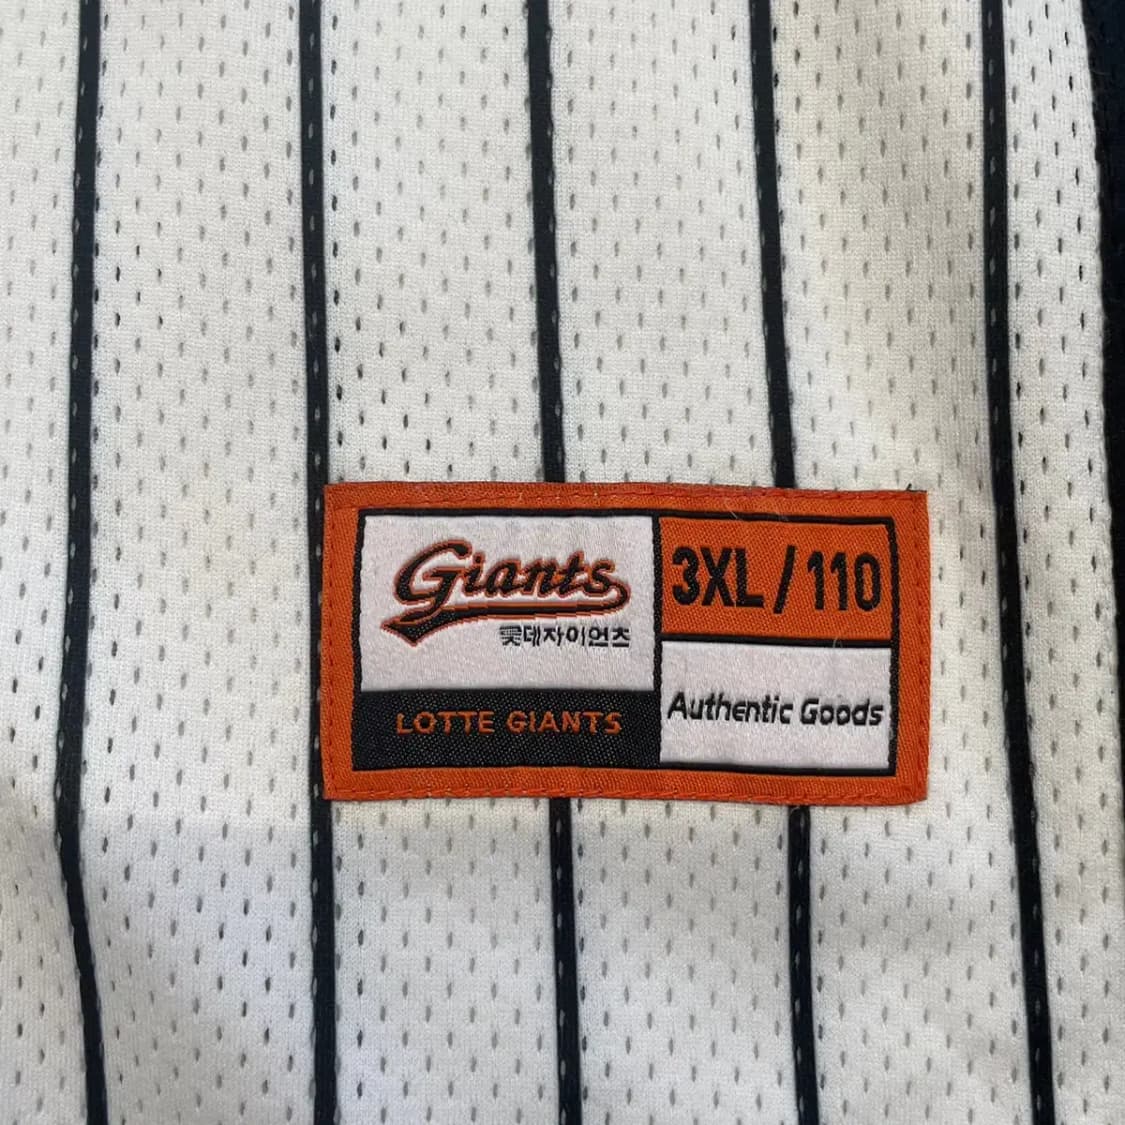 Giants
롯데자이언츠
LOTTE GIANTS
3XL / 110
Authentic Goods